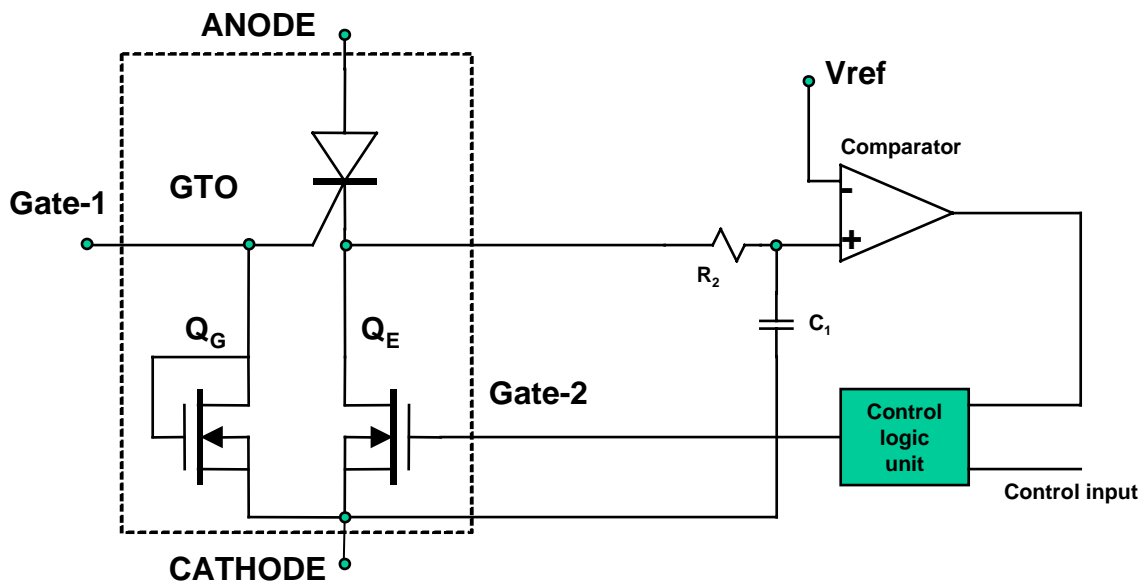 ANODE
Vref
Comparator
GTO
Gate-1
-
+
R2
C1
QG
QE
Gate-2
Control
logic
unit
Control input
CATHODE